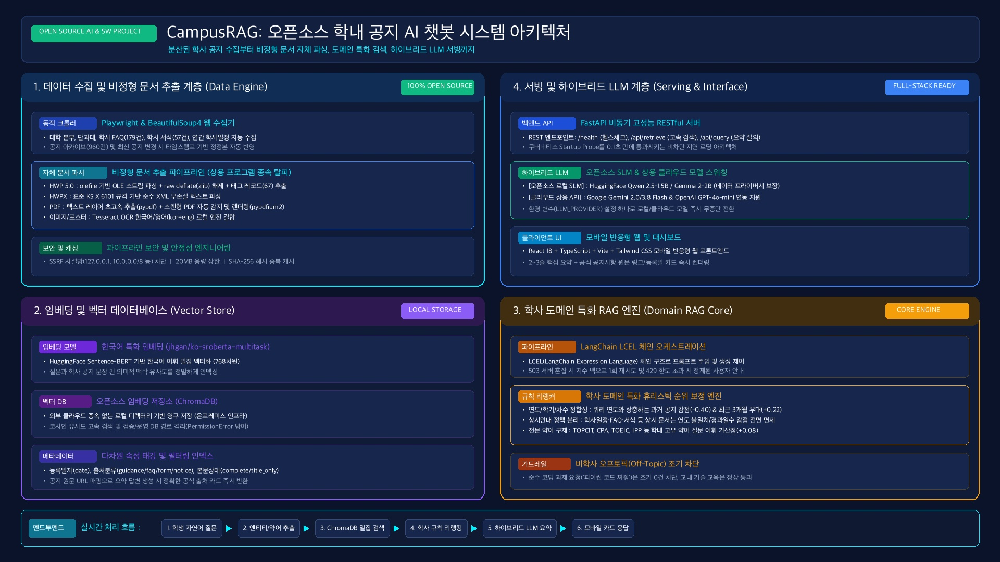 OPEN SOURCE AI & SW PROJECT
CampusRAG: 오픈소스 학내 공지 AI 챗봇 시스템 아키텍처
분산된 학사 공지 수집부터 비정형 문서 자체 파싱, 도메인 특화 검색, 하이브리드 LLM 서빙까지
1. 데이터 수집 및 비정형 문서 추출 계층 (Data Engine)
100% OPEN SOURCE
동적 크롤러
Playwright & BeautifulSoup4 웹 수집기
• 대학 본부, 단과대, 학사 FAQ(179건), 학사 서식(57건), 연간 학사일정 자동 수집
• 공지 아카이브(960건) 및 최신 공지 변경 시 타임스탬프 기반 정정본 자동 반영
자체 문서 파서
비정형 문서 추출 파이프라인 (상용 프로그램 종속 탈피)
• HWP 5.0 : olefile 기반 OLE 스트림 파싱 + raw deflate(zlib) 해제 + 태그 레코드(67) 추출
• HWPX : 표준 KS X 6101 규격 기반 순수 XML 무손실 텍스트 파싱
• PDF : 텍스트 레이어 초고속 추출(pypdf) + 스캔형 PDF 자동 감지 및 렌더링(pypdfium2)
• 이미지/포스터 : Tesseract OCR 한국어/영어(kor+eng) 로컬 엔진 결합
보안 및 캐싱
파이프라인 보안 및 안정성 엔지니어링
• SSRF 사설망(127.0.0.1, 10.0.0.0/8 등) 차단 | 20MB 용량 상한 | SHA-256 해시 중복 캐시
4. 서빙 및 하이브리드 LLM 계층 (Serving & Interface)
FULL-STACK READY
백엔드 API
FastAPI 비동기 고성능 RESTful 서버
• REST 엔드포인트: /health (헬스체크), /api/retrieve (고속 검색), /api/query (요약 질의)
• 쿠버네티스 Startup Probe를 0.1초 만에 통과시키는 비차단 지연 로딩 아키텍처
하이브리드 LLM
오픈소스 SLM & 상용 클라우드 모델 스위칭
• [오픈소스 로컬 SLM] : HuggingFace Qwen 2.5-1.5B / Gemma 2-2B (데이터 프라이버시 보장)
• [클라우드 상용 API] : Google Gemini 2.0/3.8 Flash & OpenAI GPT-4o-mini 연동 지원
• 환경 변수(LLM_PROVIDER) 설정 하나로 로컬/클라우드 모델 즉시 무중단 전환
클라이언트 UI
모바일 반응형 웹 및 대시보드
• React 18 + TypeScript + Vite + Tailwind CSS 모바일 반응형 웹 프론트엔드
• 2~3줄 핵심 요약 + 공식 공지사항 원문 링크/등록일 카드 즉시 렌더링
2. 임베딩 및 벡터 데이터베이스 (Vector Store)
LOCAL STORAGE
임베딩 모델
한국어 특화 임베딩 (jhgan/ko-sroberta-multitask)
• HuggingFace Sentence-BERT 기반 한국어 어휘 밀집 벡터화 (768차원)
• 질문과 학사 공지 문장 간 의미적 맥락 유사도를 정밀하게 인덱싱
벡터 DB
오픈소스 임베딩 저장소 (ChromaDB)
• 외부 클라우드 종속 없는 로컬 디렉터리 기반 영구 저장 (온프레미스 인프라)
• 코사인 유사도 고속 검색 및 검증/운영 DB 경로 격리(PermissionError 방어)
메타데이터
다차원 속성 태깅 및 필터링 인덱스
• 등록일자(date), 출처분류(guidance/faq/form/notice), 본문상태(complete/title_only)
• 공지 원문 URL 매핑으로 요약 답변 생성 시 정확한 공식 출처 카드 즉시 반환
3. 학사 도메인 특화 RAG 엔진 (Domain RAG Core)
CORE ENGINE
파이프라인
LangChain LCEL 체인 오케스트레이션
• LCEL(LangChain Expression Language) 체인 구조로 프롬프트 주입 및 생성 제어
• 503 서버 혼잡 시 지수 백오프 1회 재시도 및 429 한도 초과 시 정제된 사용자 안내
규칙 리랭커
학사 도메인 특화 휴리스틱 순위 보정 엔진
• 연도/학기/차수 정합성 : 쿼리 연도와 상충하는 과거 공지 감점(-0.40) & 최근 3개월 우대(+0.22)
• 상시안내 정책 분리 : 학사일정·FAQ·서식 등 상시 문서는 연도 불일치/경과일수 감점 전면 면제
• 전문 약어 구제 : TOPCIT, CPA, TOEIC, IPP 등 학내 고유 약어 질문 어휘 가산점(+0.08)
가드레일
비학사 오프토픽(Off-Topic) 조기 차단
• 순수 코딩 과제 요청('파이썬 코드 짜줘')은 조기 0건 차단, 교내 기술 교육은 정상 통과
엔드투엔드
실시간 처리 흐름 :
1. 학생 자연어 질문
2. 엔티티/약어 추출
3. ChromaDB 밀집 검색
4. 학사 규칙 리랭킹
5. 하이브리드 LLM 요약
6. 모바일 카드 응답